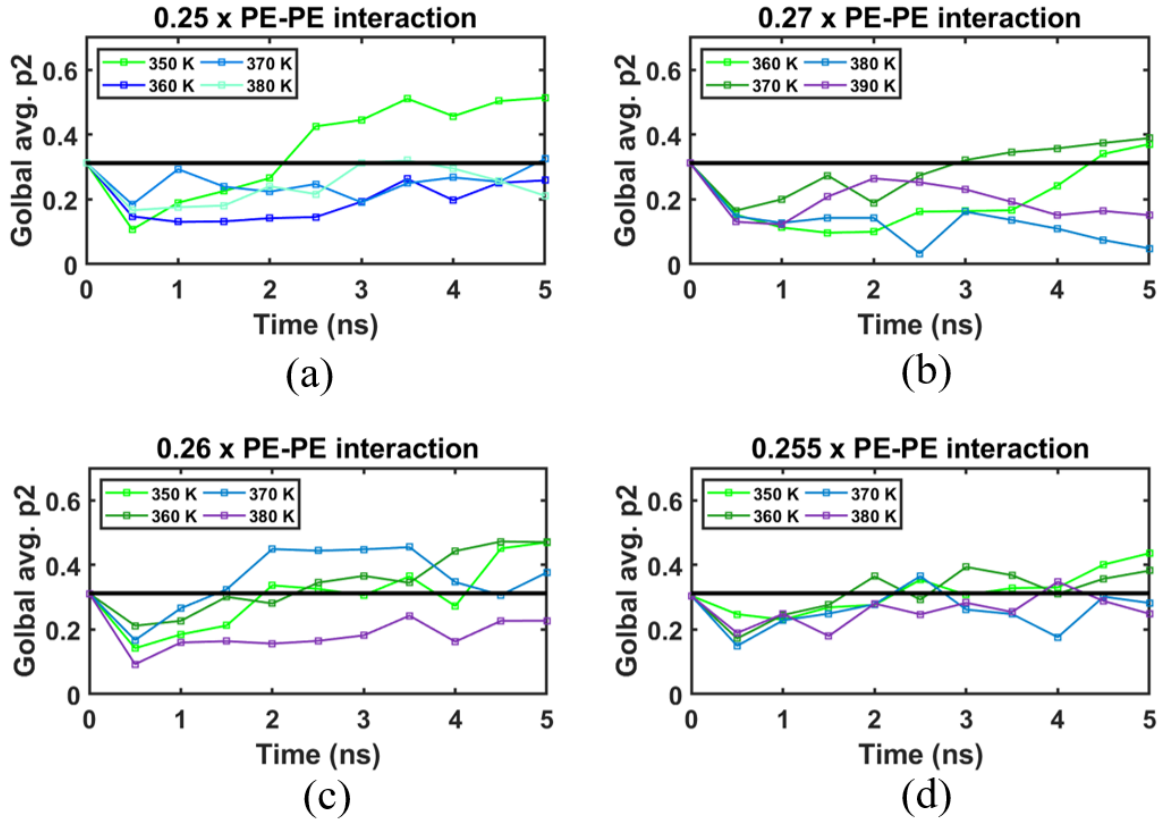 0.25 x PE-PE interaction
350 K 370 K
360 K 380 K
Golbal avg. p2
0.6
0.4
0.2
0
0 1 2 3 4 5
Time (ns)
(a)
0.27 x PE-PE interaction
360 K 380 K
370 K 390 K
Golbal avg. p2
0.6
0.4
0.2
0
0 1 2 3 4 5
Time (ns)
(b)
0.26 x PE-PE interaction
350 K 370 K
360 K 380 K
Golbal avg. p2
0.6
0.4
0.2
0
0 1 2 3 4 5
Time (ns)
(c)
0.255 x PE-PE interaction
350 K 370 K
360 K 380 K
Golbal avg. p2
0.6
0.4
0.2
0
0 1 2 3 4 5
Time (ns)
(d)